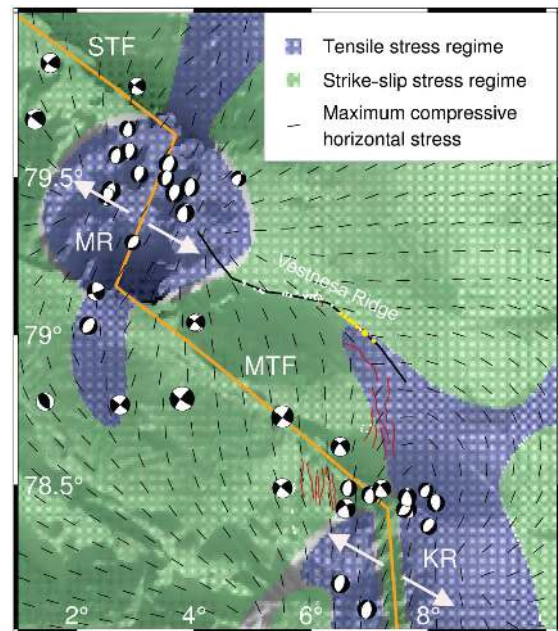 STF
Tensile stress regime
Strike-slip stress regime
Maximum compressive
horizontal stress
79.5°
MR
Vestnesa Ridge
79°
MTF
78.5°
KR
2°
4°
6°
8°